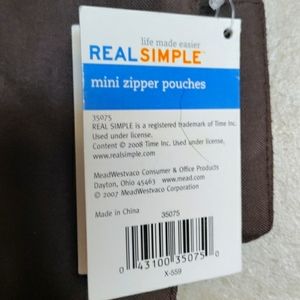 life made easier
REALSIMPLE
mini zipper pouches
35075
REAL SIMPLE is a registered trademark of Time Inc.
Used under license.
Content © 2008 Time Inc. Used under license.
www.realsimple.com
MeadWestvaco Consumer & Office Products
Dayton, Ohio 45463 www.mead.com
© 2007 MeadWestvaco Corporation
Made in China 35075
0 43100 35075 0
X-559